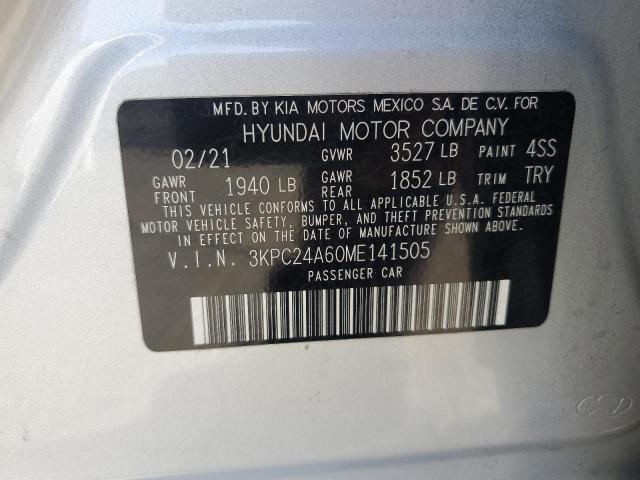 MFD. BY KIA MOTORS MEXICO S.A. DE C.V. FOR
HYUNDAI MOTOR COMPANY
02/21 GVWR 3527 LB PAINT 4SS
GAWR FRONT 1940 LB GAWR REAR 1852 LB TRIM TRY
THIS VEHICLE CONFORMS TO ALL APPLICABLE U.S.A. FEDERAL
MOTOR VEHICLE SAFETY, BUMPER, AND THEFT PREVENTION STANDARDS
IN EFFECT ON THE DATE OF MANUFACTURE SHOWN ABOVE.
V.I.N. 3KPC24A60ME141505
PASSENGER CAR